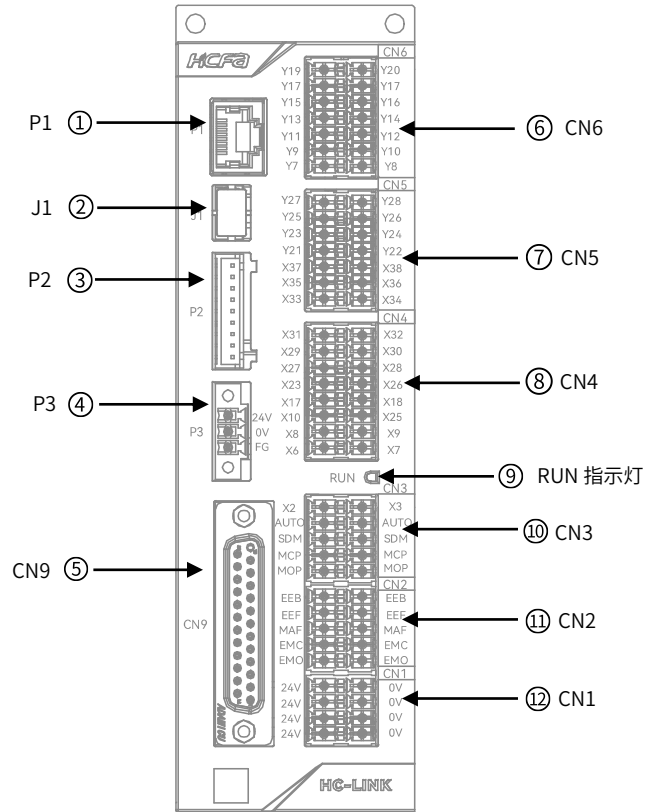 HCFa
CN6
Y19 Y20
Y17 Y17
Y15 Y16
P1 ① P1 Y13 Y14
Y11 Y12 ⑥ CN6
Y9 Y10
Y7 Y8
CN5
J1 ② J1 Y27 Y28
Y25 Y26
Y23 Y24
Y21 Y22 ⑦ CN5
P2 ③ X37 X38
X35 X36
P2 X33 X34
CN4
X31 X32
X29 X30
X27 X28
X23 X26 ⑧ CN4
P3 ④ X17 X18
24V X10 X25
P3 0V X8 X9
FG X6 X7
RUN ⑨ RUN 指示灯
CN3
X2 X3
AUTO AUTO
SDM SDM ⑩ CN3
MCP MCP
CN9 ⑤ MOP MOP
CN2
EEB EEB
EEF EEF
CN9 MAF MAF ⑪ CN2
EMC EMC
EMO EMO
CN1
24V 0V
24V 0V ⑫ CN1
24V 0V
24V 0V
HC-LINK